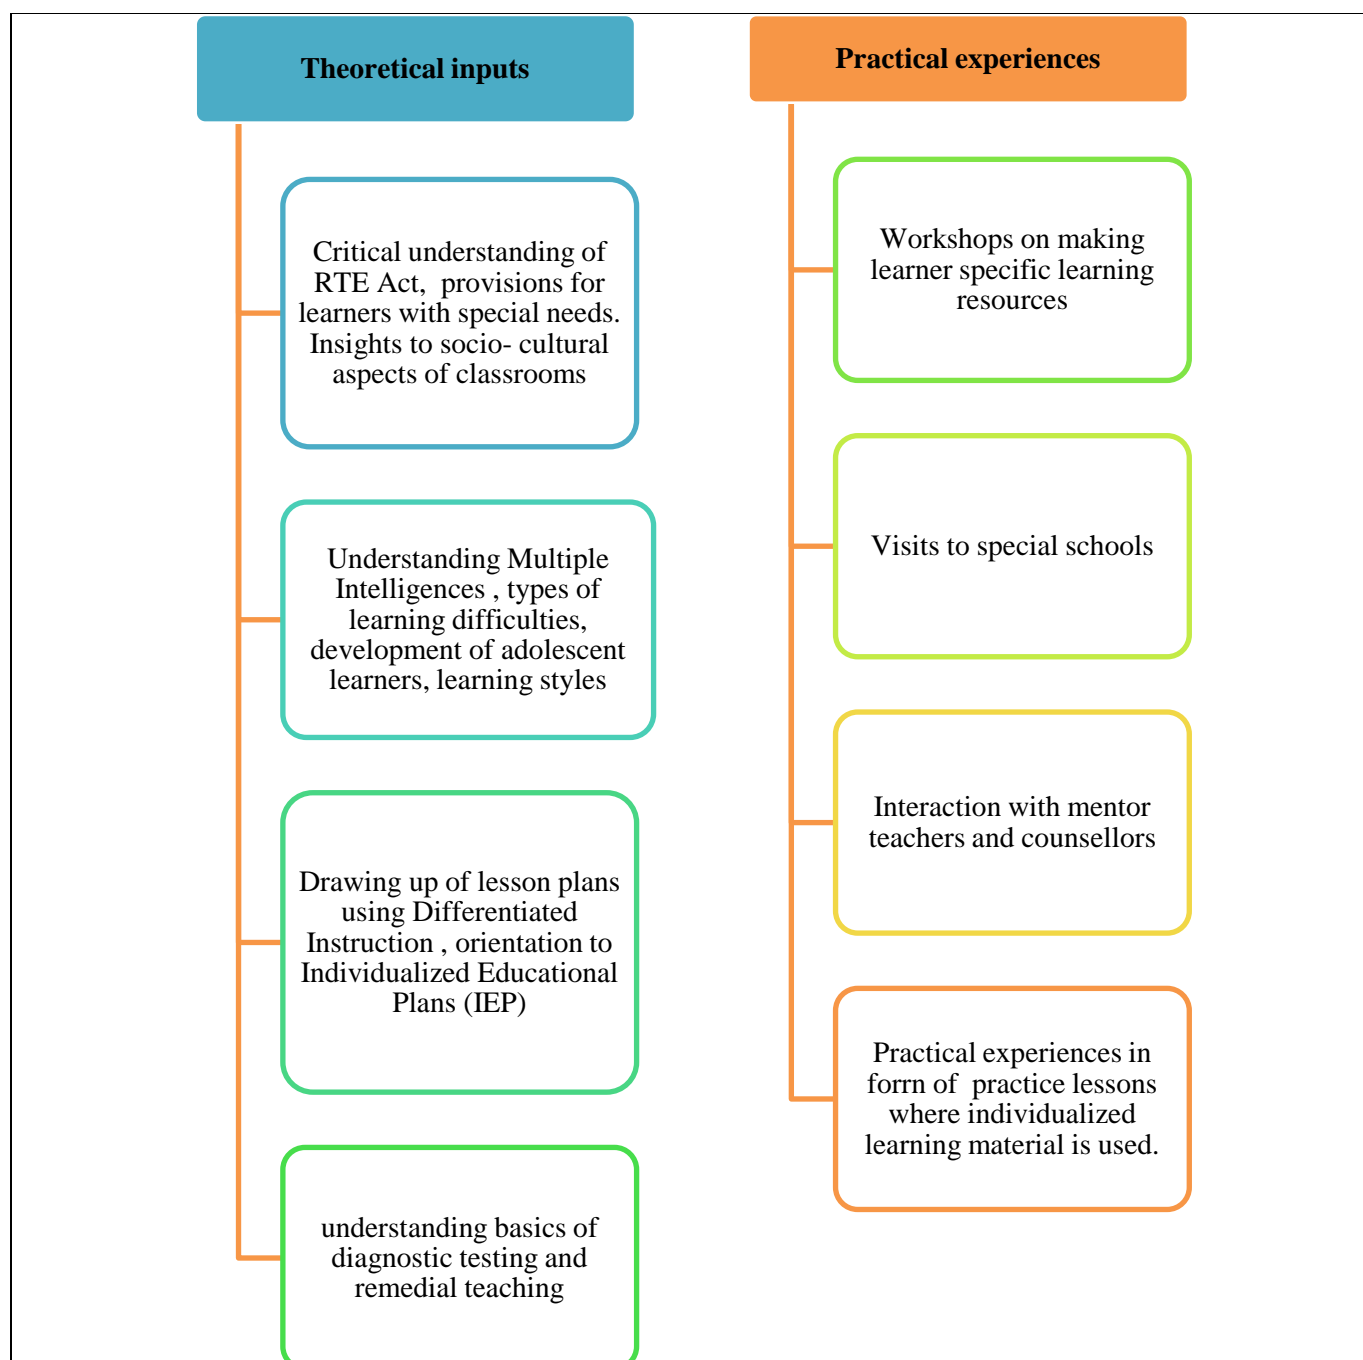 Theoretical inputs
Critical understanding of
RTE Act,  provisions for
learners with special needs.
Insights to socio- cultural
aspects of classrooms
Understanding Multiple
Intelligences , types of
learning difficulties,
development of adolescent
learners, learning styles
Drawing up of lesson plans
using Differentiated
Instruction , orientation to
Individualized Educational
Plans (IEP)
understanding basics of
diagnostic testing and
remedial teaching
Practical experiences
Workshops on making
learner specific learning
resources
Visits to special schools
Interaction with mentor
teachers and counsellors
Practical experiences in
forrn of  practice lessons
where individualized
learning material is used.